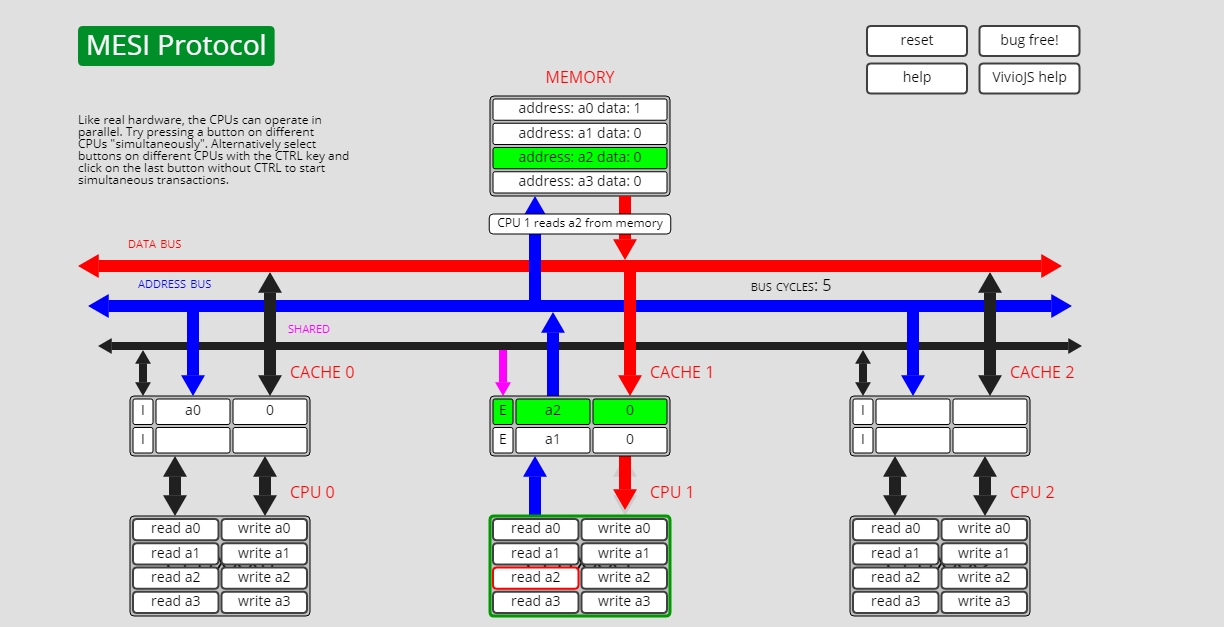 MESI Protocol
reset
bug free!
help
VivioJS help
MEMORY
address: a0 data: 1
address: a1 data: 0
address: a2 data: 0
address: a3 data: 0
Like real hardware, the CPUs can operate in
parallel. Try pressing a button on different
CPUs "simultaneously". Alternatively select
buttons on different CPUs with the CTRL key and
click on the last button without CTRL to start
simultaneous transactions.
CPU 1 reads a2 from memory
DATA BUS
ADDRESS BUS
BUS CYCLES: 5
SHARED
CACHE 0
CACHE 1
CACHE 2
I a0 0
I
E a2 0
E a1 0
I
I
CPU 0
CPU 1
CPU 2
read a0 write a0
read a1 write a1
read a2 write a2
read a3 write a3
read a0 write a0
read a1 write a1
read a2 write a2
read a3 write a3
read a0 write a0
read a1 write a1
read a2 write a2
read a3 write a3